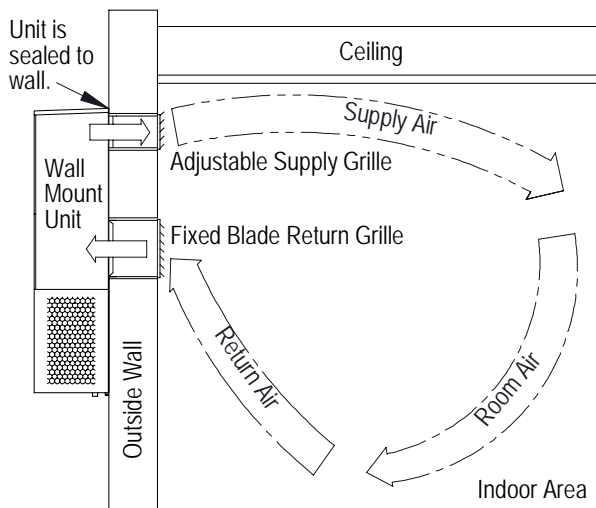 Unit is
sealed to
wall.
Ceiling
Supply Air
Adjustable Supply Grille
Wall
Mount
Unit
Fixed Blade Return Grille
Return Air
Room Air
Outside Wall
Indoor Area